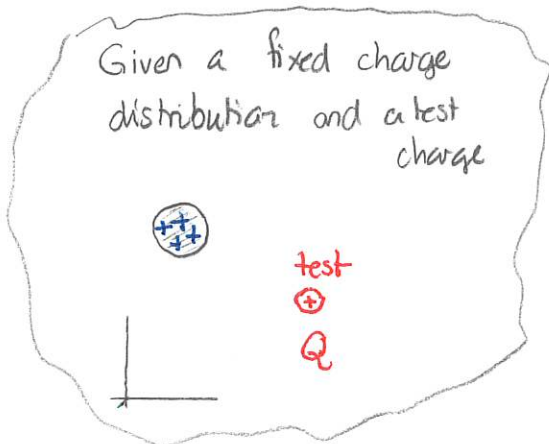 Given a fixed charge
distribution and a test
charge
+ + + +
test
+
Q